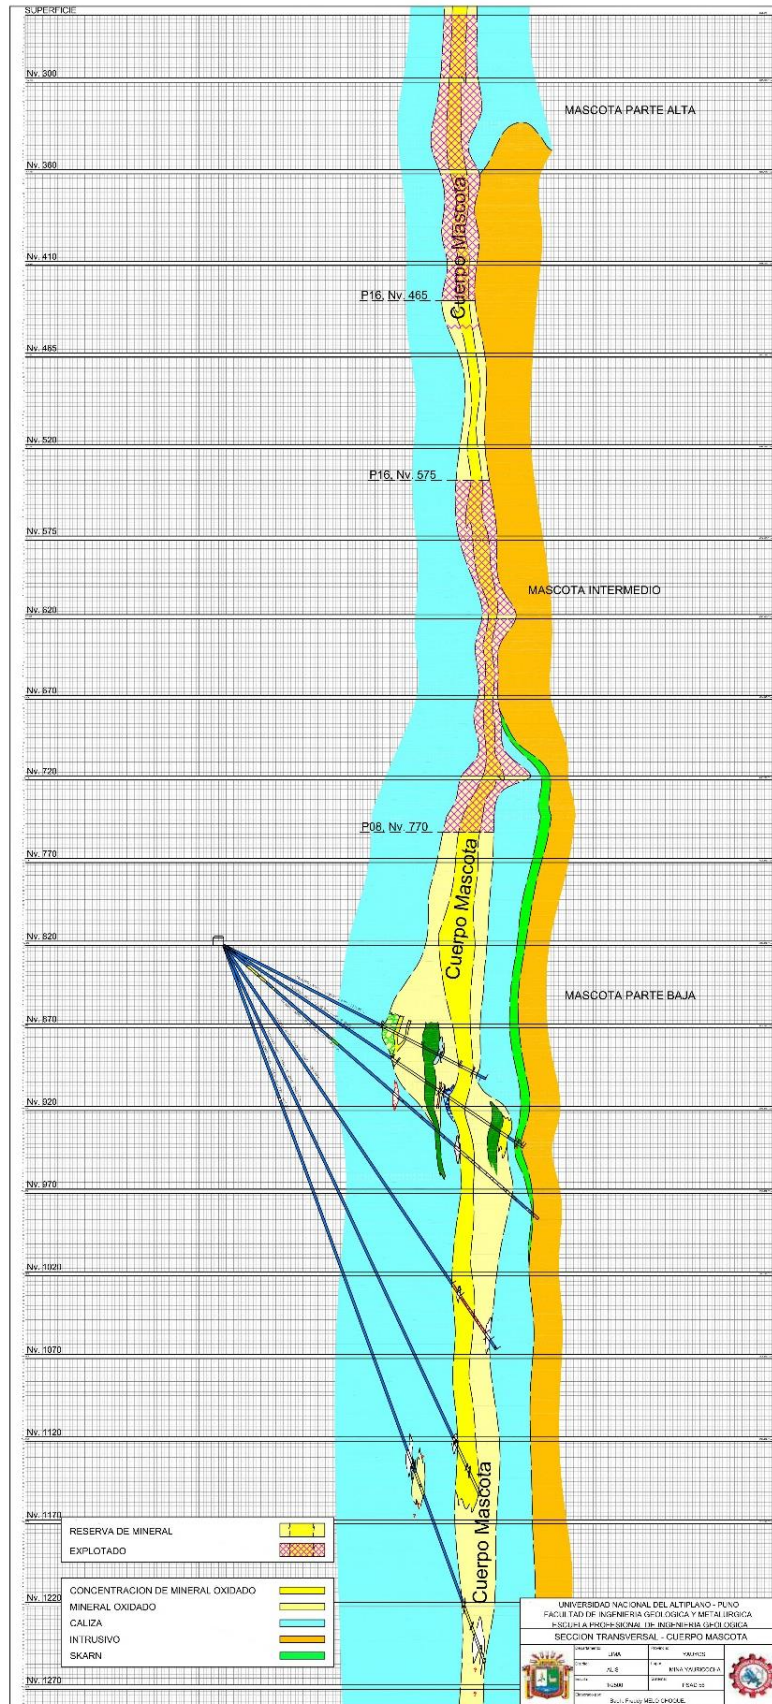 SUPERFICIE
Nv. 300
MASCOTA PARTE ALTA
Nv. 360
Cuerpo Mascota
Nv. 410
P16, Nv. 465
Nv. 465
Nv. 520
P16, Nv. 575
Nv. 575
MASCOTA INTERMEDIO
Nv. 620
Nv. 670
Nv. 720
P08, Nv. 770
Nv. 770
Cuerpo Mascota
Nv. 820
MASCOTA PARTE BAJA
Nv. 870
Nv. 920
Nv. 970
Nv. 1020
Nv. 1070
Nv. 1120
Cuerpo Mascota
Nv. 1170
RESERVA DE MINERAL
EXPLOTADO
CONCENTRACION DE MINERAL OXIDADO
Nv. 1220
MINERAL OXIDADO
CALIZA
INTRUSIVO
SKARN
Nv. 1270
UNIVERSIDAD NACIONAL DEL ALTIPLANO - PUNO
FACULTAD DE INGENIERIA GEOLOGICA Y METALURGICA
ESCUELA PROFESIONAL DE INGENIERIA GEOLOGICA
SECCION TRANSVERSAL - CUERPO MASCOTA
LIMA
YAUYOS
ALIS
MINA YAURICOCHA
Bach. Freddy MELO CHOQUE